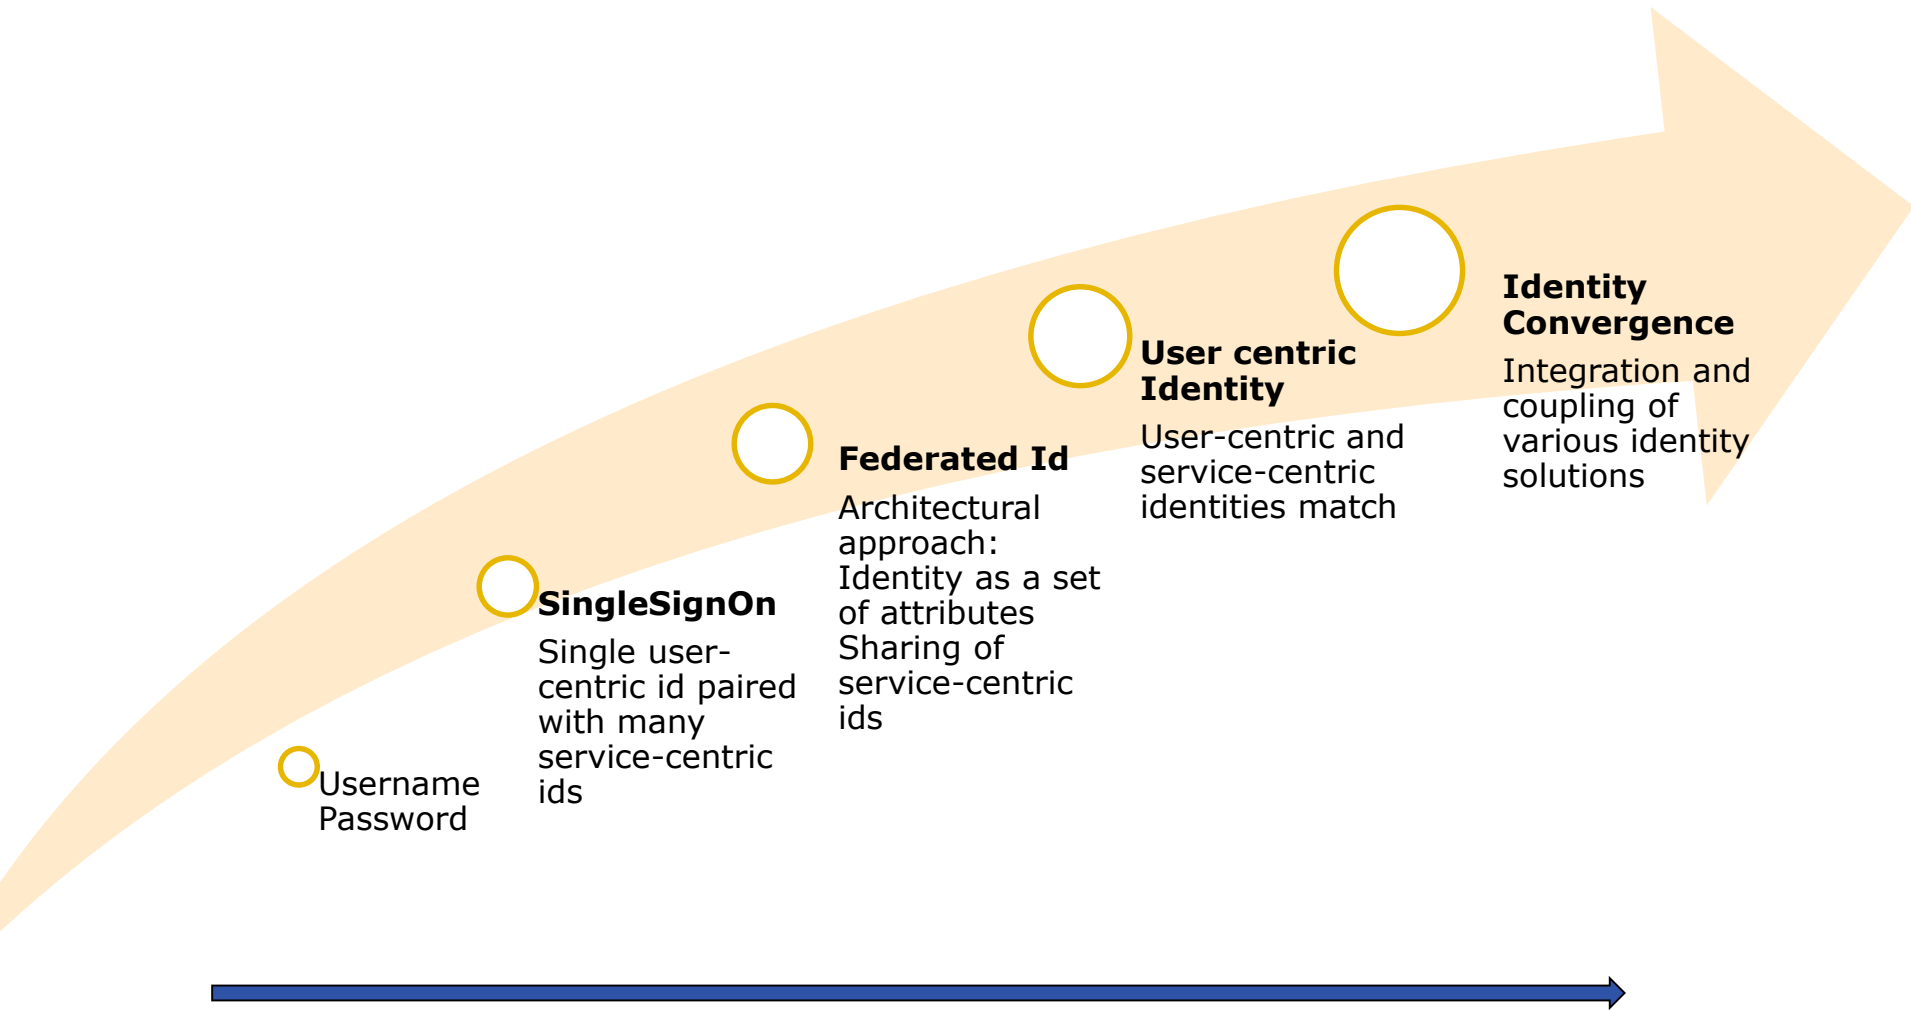 Username
Password
SingleSignOn
Single user-
centric id paired
with many
service-centric
ids
Federated Id
Architectural
approach:
Identity as a set
of attributes
Sharing of
service-centric
ids
User centric
Identity
User-centric and
service-centric
identities match
Identity
Convergence
Integration and
coupling of
various identity
solutions